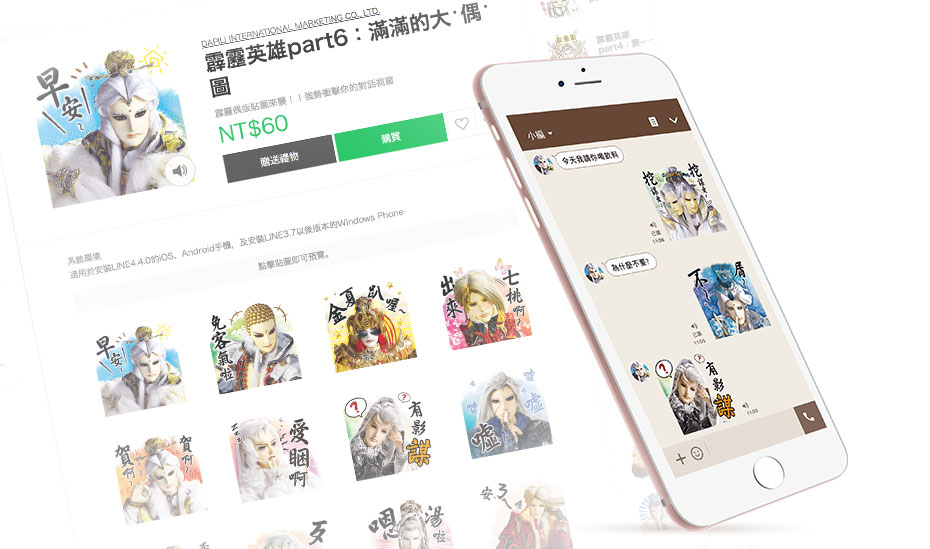 DAPILI INTERNATIONAL MARKETING CO., LTD.
霹靂英雄part6：滿滿的大˙偶˙
圖
霹靂偶版貼圖來襲！！強勢衝擊你的對話視窗
NT$60
贈送禮物
購買
系統環境
適用於安裝LINE4.4.0的iOS、Android手機，及安裝LINE3.7以後版本的Windows Phone
點擊貼圖即可預覽。
早安~
早安~
免客氣啦
金夏趴喔~
出來
七桃啊?
賀啊?
賀啊?
愛睏啊
? ?
有影
謀
噓
噓
歹
嗯
湯啦
安ㄋ
霹靂英雄
part4：愛…
小編
今天我請你喝飲料
挖
挖
已讀
11:05
為什麼不要?
不~
屑~
已讀
11:05
? ?
有影
謀
11:05